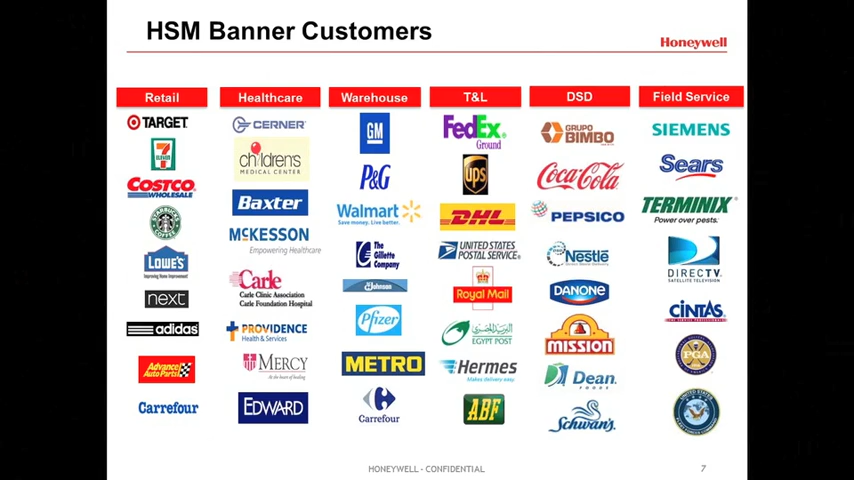 HSM Banner Customers
Honeywell
Retail
TARGET
7
ELEVEN
COSTCO
WHOLESALE
STARBUCKS
COFFEE
LOWE'S
Improving Home Improvement
next
adidas
Advance
Auto Parts
Carrefour
Healthcare
CERNER
children's
MEDICAL CENTER
Baxter
MCKESSON
Empowering Healthcare
Carle
Carle Clinic Association
Carle Foundation Hospital
PROVIDENCE
Health & Services
MERCY
EDWARD
Warehouse
GM
P&G
Walmart
Save money. Live better.
The
Gillette
Company
Johnson
Pfizer
METRO
Carrefour
T&L
FedEx
Ground
ups
DHL
UNITED STATES
POSTAL SERVICE
Royal Mail
البريد المصرى
EGYPT POST
Hermes
Makes delivery easy.
ABF
DSD
GRUPO
BIMBO
Coca-Cola
PEPSICO
Nestlé
DANONE
MISSION
Dean
FOODS
Schwan's
Field Service
SIEMENS
Sears
TERMINIX
Power over pests.
DIRECTV
SATELLITE TELEVISION
CINTAS
PGA
HONEYWELL - CONFIDENTIAL
7